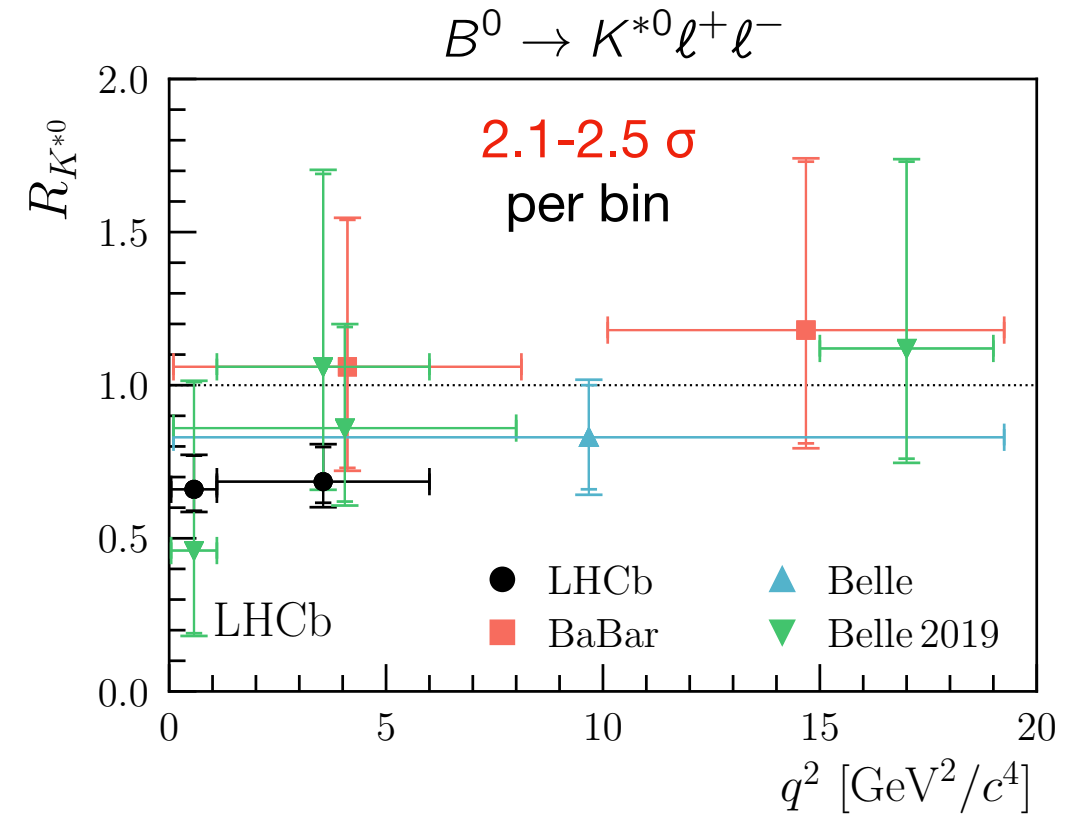 B⁰ → K*⁰ℓ⁺ℓ⁻
2.0
1.5
1.0
0.5
0.0
R_{K*⁰}
2.1-2.5 σ
per bin
LHCb
LHCb
BaBar
Belle
Belle 2019
0 5 10 15 20
q² [GeV²/c⁴]